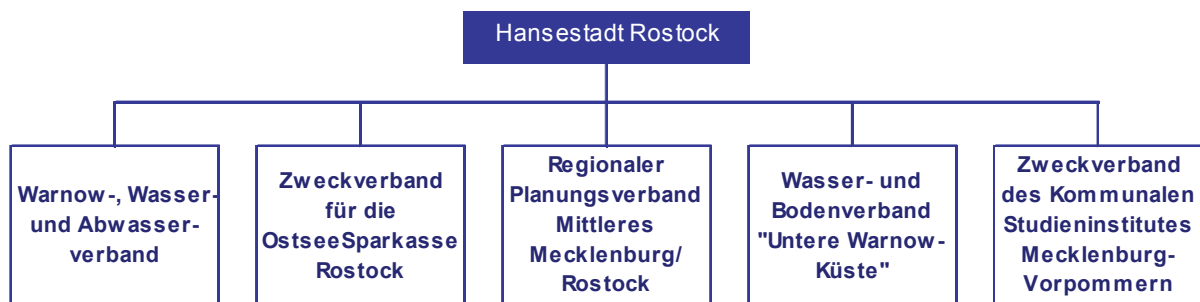 Hansestadt Rostock
Warnow-, Wasser-
und Abwasser-
verband
Zweckverband
für die
OstseeSparkasse
Rostock
Regionaler
Planungsverband
Mittleres
Mecklenburg/
Rostock
Wasser- und
Bodenverband
"Untere Warnow-
Küste"
Zweckverband
des Kommunalen
Studieninstitutes
Mecklenburg-
Vorpommern